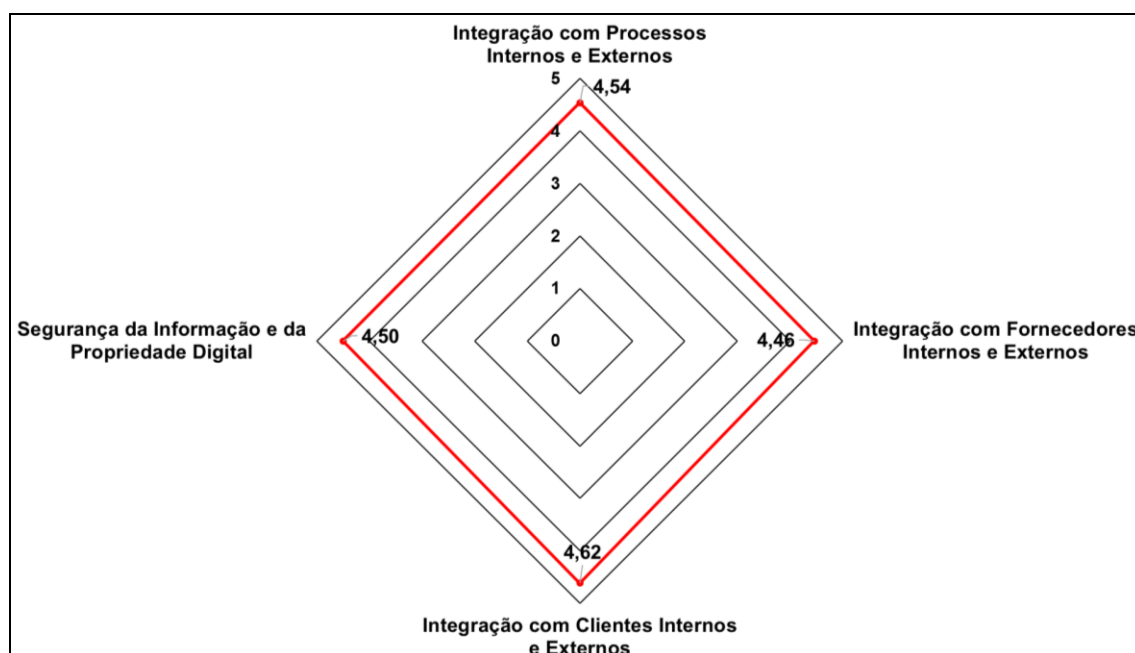 Integração com Processos
Internos e Externos
5
4,54
4
3
2
1
0
Segurança da Informação e da
Propriedade Digital
4,50
4,46
Integração com Fornecedores
Internos e Externos
4,62
Integração com Clientes Internos
e Externos